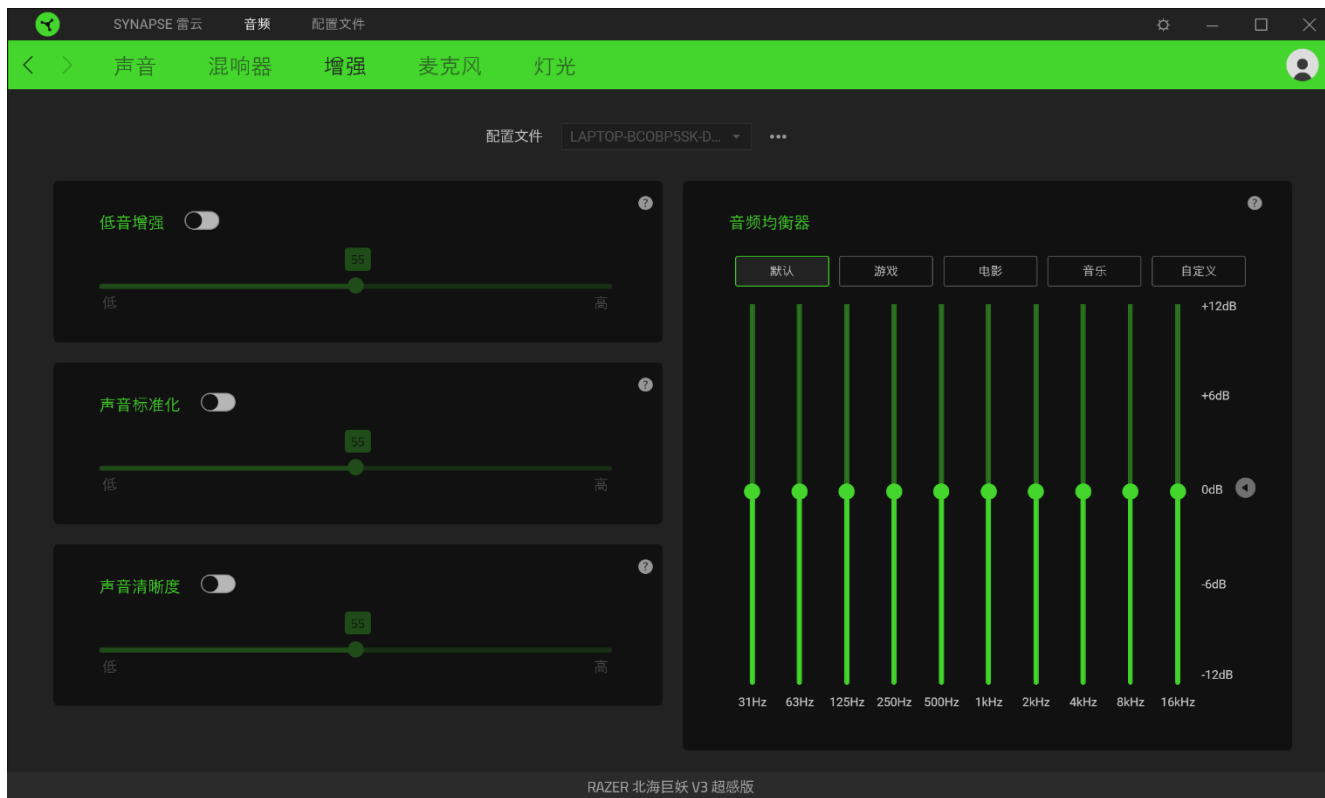 SYNAPSE 雷云 音频 配置文件
声音 混响器 增强 麦克风 灯光
配置文件 LAPTOP-BCOBP5SK-D...
低音增强
55
低 高
声音标准化
55
低 高
声音清晰度
55
低 高
音频均衡器
默认 游戏 电影 音乐 自定义
+12dB
+6dB
0dB
-6dB
-12dB
31Hz 63Hz 125Hz 250Hz 500Hz 1kHz 2kHz 4kHz 8kHz 16kHz
RAZER 北海巨妖 V3 超感版